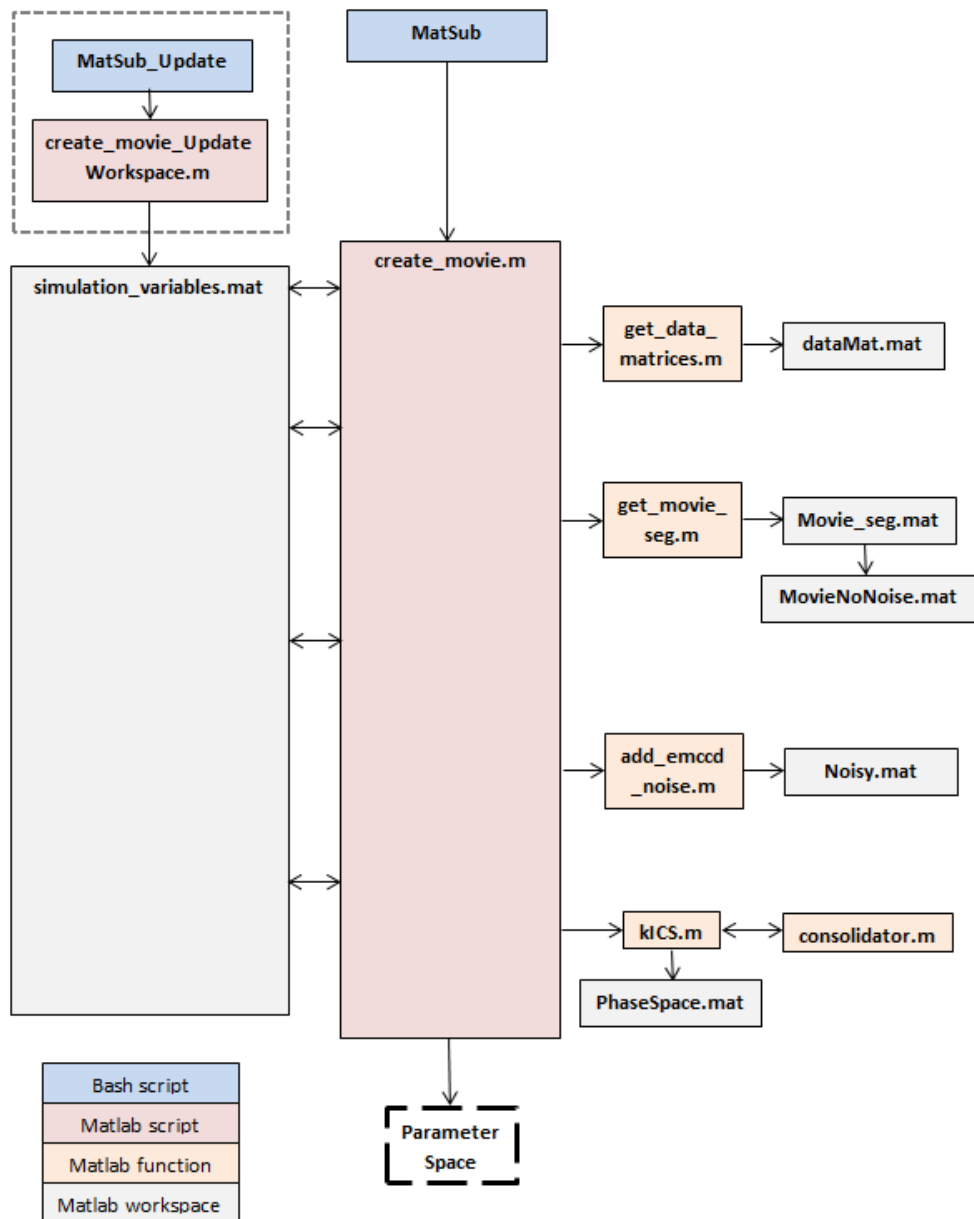 MatSub_Update
MatSub
create_movie_Update
Workspace.m
simulation_variables.mat
create_movie.m
get_data_
matrices.m
dataMat.mat
get_movie_
seg.m
Movie_seg.mat
MovieNoNoise.mat
add_emccd
_noise.m
Noisy.mat
kICS.m
consolidator.m
PhaseSpace.mat
Bash script
Matlab script
Matlab function
Matlab workspace
Parameter
Space